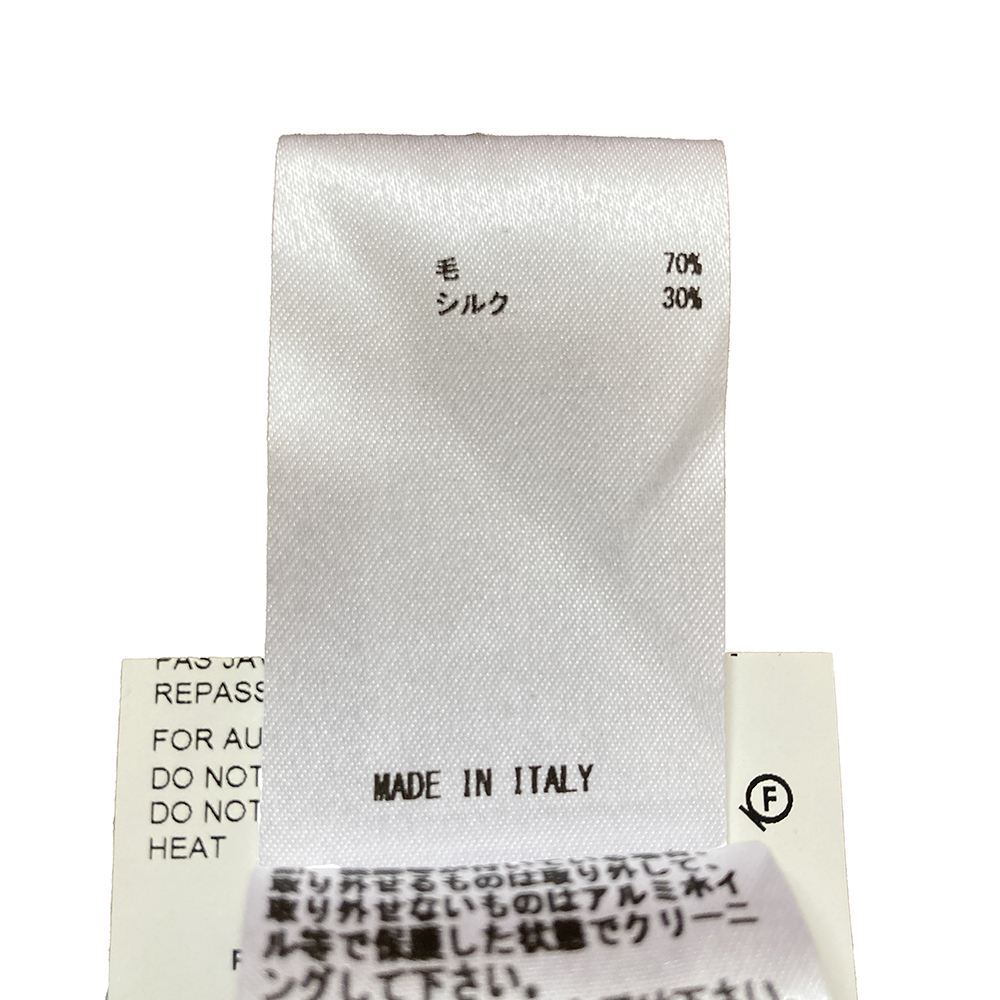 毛 70%
シルク 30%
PAS
REPASS
FOR AU
DO NOT
DO NOT
HEAT
MADE IN ITALY
F
取り外せるものは取り外して、
取り外せないものはアルミホイ
ル等で保護した状態でクリーニ
ングして下さい。